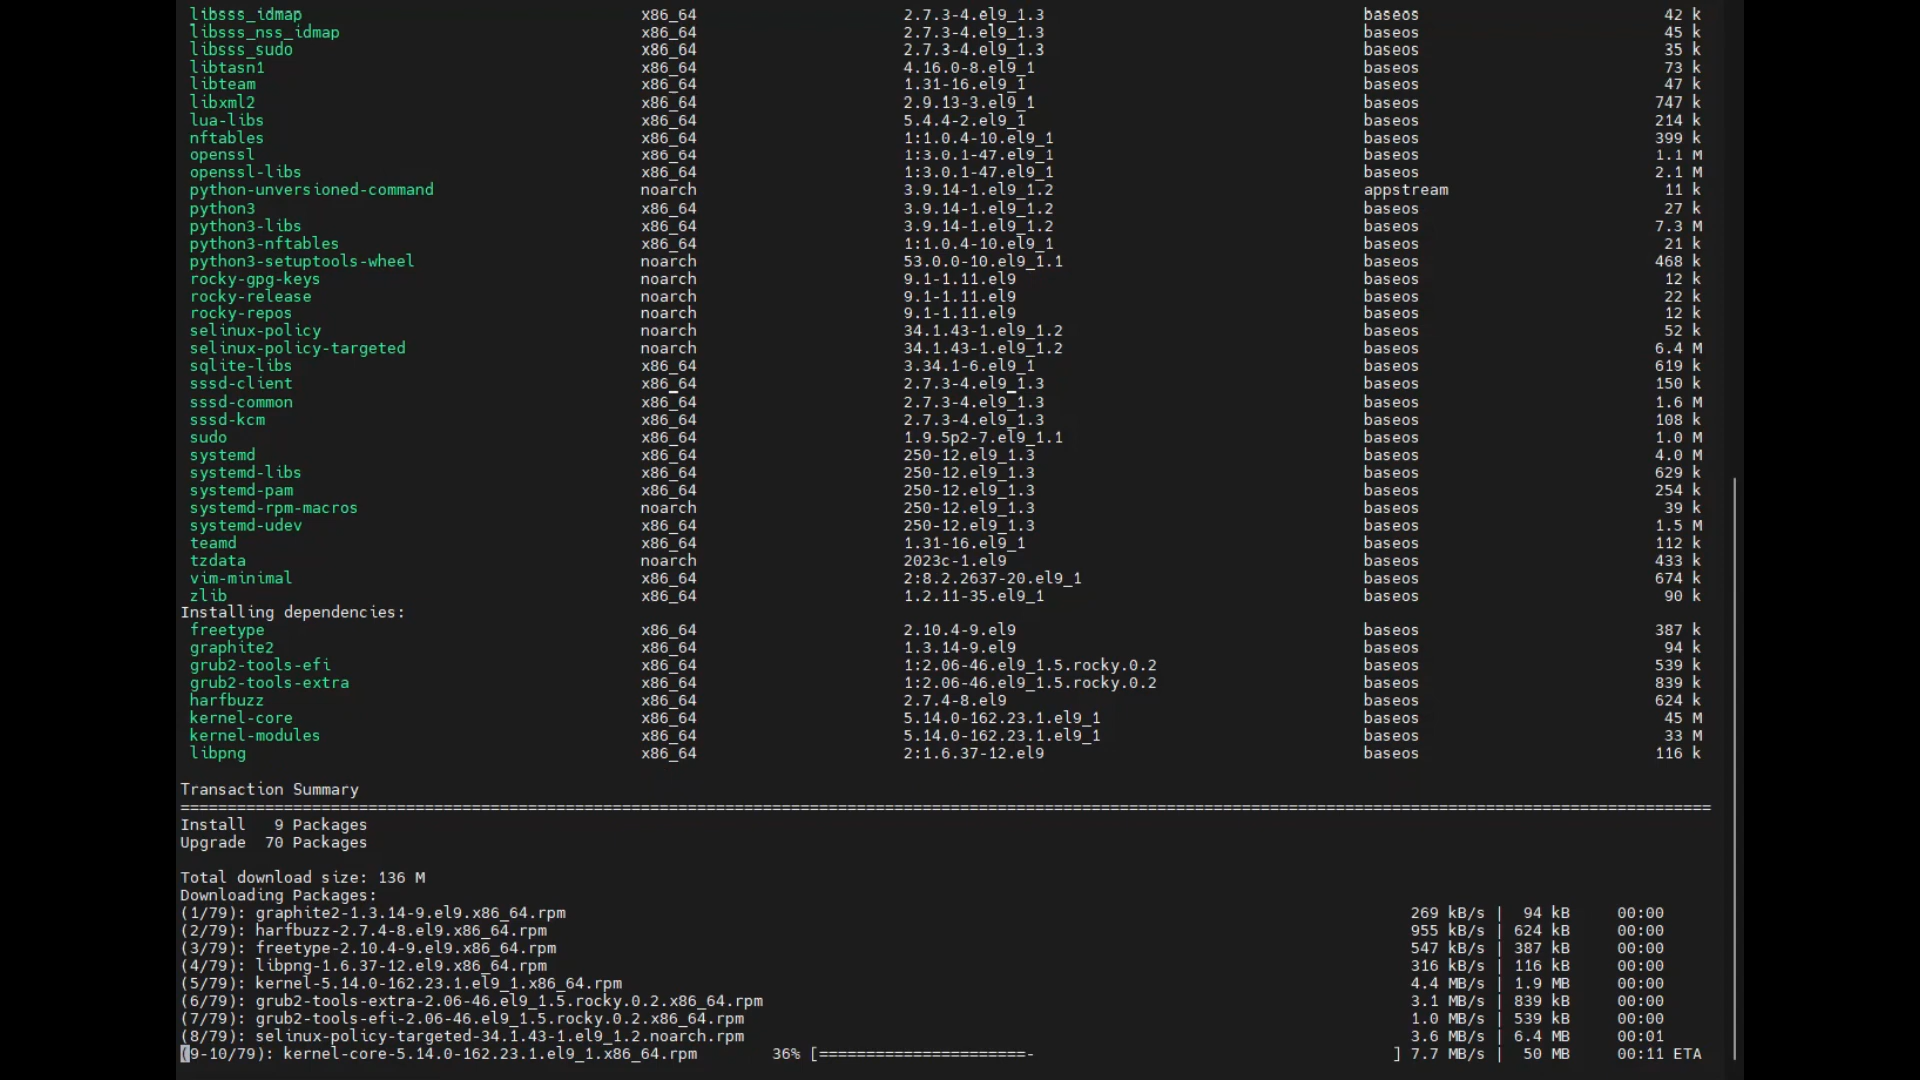 libsss_idmap x86_64 2.7.3-4.el9_1.3 baseos 42 k
libsss_nss_idmap x86_64 2.7.3-4.el9_1.3 baseos 45 k
libsss_sudo x86_64 2.7.3-4.el9_1.3 baseos 35 k
libtasn1 x86_64 4.16.0-8.el9_1 baseos 73 k
libteam x86_64 1.31-16.el9_1 baseos 47 k
libxml2 x86_64 2.9.13-3.el9_1 baseos 747 k
lua-libs x86_64 5.4.4-2.el9_1 baseos 214 k
nftables x86_64 1:1.0.4-10.el9_1 baseos 399 k
openssl x86_64 1:3.0.1-47.el9_1 baseos 1.1 M
openssl-libs x86_64 1:3.0.1-47.el9_1 baseos 2.1 M
python-unversioned-command noarch 3.9.14-1.el9_1.2 appstream 11 k
python3 x86_64 3.9.14-1.el9_1.2 baseos 27 k
python3-libs x86_64 3.9.14-1.el9_1.2 baseos 7.3 M
python3-nftables x86_64 1:1.0.4-10.el9_1 baseos 21 k
python3-setuptools-wheel noarch 53.0.0-10.el9_1.1 baseos 468 k
rocky-gpg-keys noarch 9.1-1.11.el9 baseos 12 k
rocky-release noarch 9.1-1.11.el9 baseos 22 k
rocky-repos noarch 9.1-1.11.el9 baseos 12 k
selinux-policy noarch 34.1.43-1.el9_1.2 baseos 52 k
selinux-policy-targeted noarch 34.1.43-1.el9_1.2 baseos 6.4 M
sqlite-libs x86_64 3.34.1-6.el9_1 baseos 619 k
sssd-client x86_64 2.7.3-4.el9_1.3 baseos 150 k
sssd-common x86_64 2.7.3-4.el9_1.3 baseos 1.6 M
sssd-kcm x86_64 2.7.3-4.el9_1.3 baseos 108 k
sudo x86_64 1.9.5p2-7.el9_1.1 baseos 1.0 M
systemd x86_64 250-12.el9_1.3 baseos 4.0 M
systemd-libs x86_64 250-12.el9_1.3 baseos 629 k
systemd-pam x86_64 250-12.el9_1.3 baseos 254 k
systemd-rpm-macros noarch 250-12.el9_1.3 baseos 39 k
systemd-udev x86_64 250-12.el9_1.3 baseos 1.5 M
teamd x86_64 1.31-16.el9_1 baseos 112 k
tzdata noarch 2023c-1.el9 baseos 433 k
vim-minimal x86_64 2:8.2.2637-20.el9_1 baseos 674 k
zlib x86_64 1.2.11-35.el9_1 baseos 90 k
Installing dependencies:
freetype x86_64 2.10.4-9.el9 baseos 387 k
graphite2 x86_64 1.3.14-9.el9 baseos 94 k
grub2-tools-efi x86_64 1:2.06-46.el9_1.5.rocky.0.2 baseos 539 k
grub2-tools-extra x86_64 1:2.06-46.el9_1.5.rocky.0.2 baseos 839 k
harfbuzz x86_64 2.7.4-8.el9 baseos 624 k
kernel-core x86_64 5.14.0-162.23.1.el9_1 baseos 45 M
kernel-modules x86_64 5.14.0-162.23.1.el9_1 baseos 33 M
libpng x86_64 2:1.6.37-12.el9 baseos 116 k
Transaction Summary
================================================================================
Install 9 Packages
Upgrade 70 Packages
Total download size: 136 M
Downloading Packages:
(1/79): graphite2-1.3.14-9.el9.x86_64.rpm 269 kB/s | 94 kB 00:00
(2/79): harfbuzz-2.7.4-8.el9.x86_64.rpm 955 kB/s | 624 kB 00:00
(3/79): freetype-2.10.4-9.el9.x86_64.rpm 547 kB/s | 387 kB 00:00
(4/79): libpng-1.6.37-12.el9.x86_64.rpm 316 kB/s | 116 kB 00:00
(5/79): kernel-5.14.0-162.23.1.el9_1.x86_64.rpm 4.4 MB/s | 1.9 MB 00:00
(6/79): grub2-tools-extra-2.06-46.el9_1.5.rocky.0.2.x86_64.rpm 3.1 MB/s | 839 kB 00:00
(7/79): grub2-tools-efi-2.06-46.el9_1.5.rocky.0.2.x86_64.rpm 1.0 MB/s | 539 kB 00:00
(8/79): selinux-policy-targeted-34.1.43-1.el9_1.2.noarch.rpm 3.6 MB/s | 6.4 MB 00:01
(9-10/79): kernel-core-5.14.0-162.23.1.el9_1.x86_64.rpm 36% [======================- ] 7.7 MB/s | 50 MB 00:11 ETA